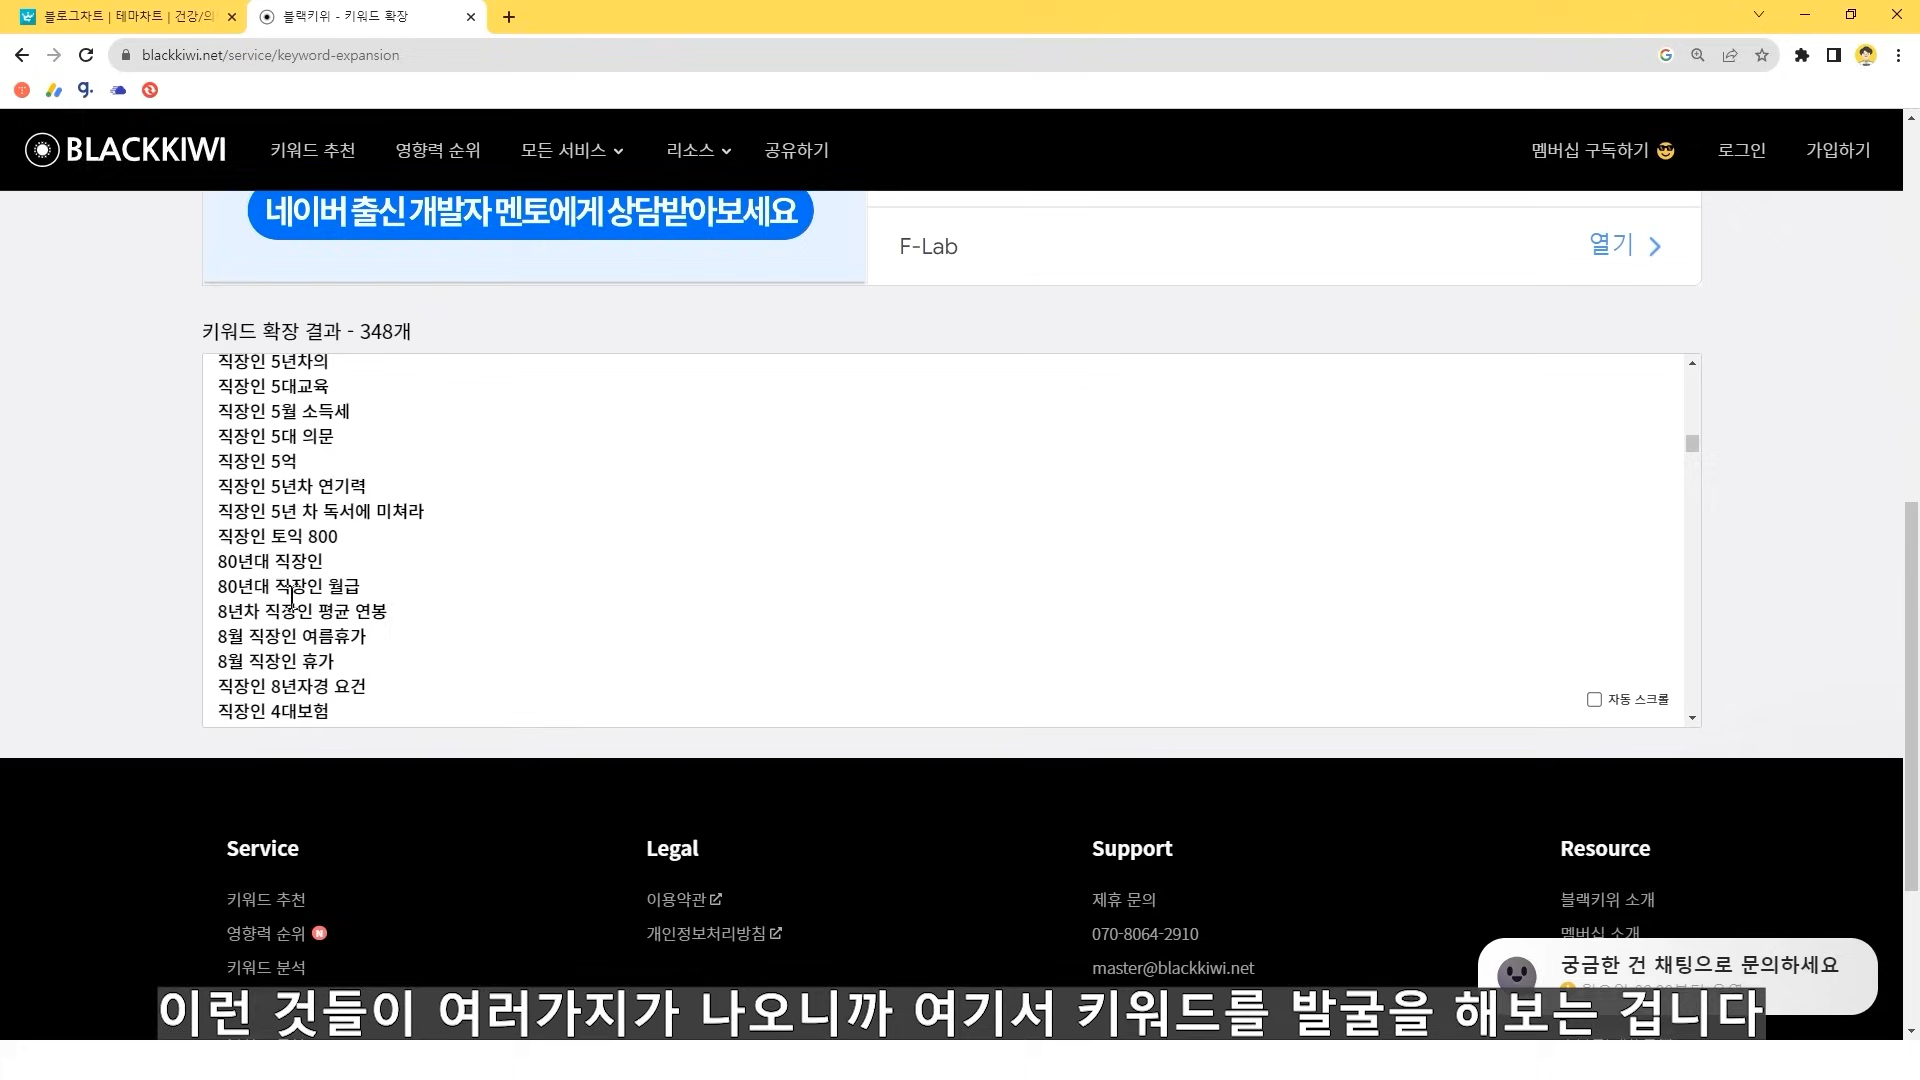 블로그차트 | 테마차트 | 건강/의
블랙키위 - 키워드 확장
blackkiwi.net/service/keyword-expansion
BLACKKIWI
키워드 추천
영향력 순위
모든 서비스
리소스
공유하기
멤버십 구독하기
로그인
가입하기
네이버 출신 개발자 멘토에게 상담받아보세요
F-Lab
열기
키워드 확장 결과 - 348개
직장인 5년차의
직장인 5대교육
직장인 5월 소득세
직장인 5대 의문
직장인 5억
직장인 5년차 연기력
직장인 5년 차 독서에 미쳐라
직장인 토익 800
80년대 직장인
80년대 직장인 월급
8년차 직장인 평균 연봉
8월 직장인 여름휴가
8월 직장인 휴가
직장인 8년자경 요건
직장인 4대보험
자동 스크롤
Service
Legal
Support
Resource
키워드 추천
이용약관
제휴 문의
블랙키위 소개
영향력 순위 N
개인정보처리방침
070-8064-2910
멤버십 소개
키워드 분석
master@blackkiwi.net
궁금한 건 채팅으로 문의하세요
이런 것들이 여러가지가 나오니까 여기서 키워드를 발굴을 해보는 겁니다